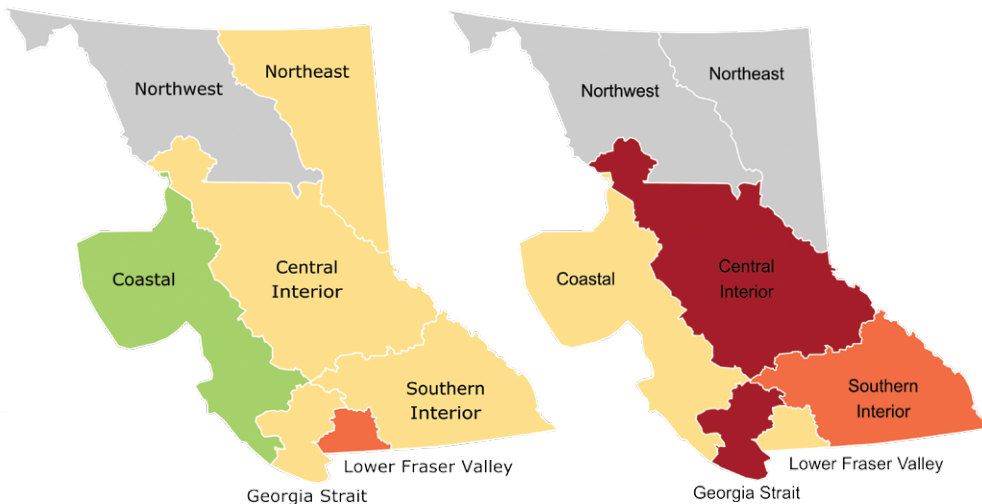 Northeast
Northwest
Coastal
Central
Interior
Southern
Interior
Lower Fraser Valley
Georgia Strait
Northeast
Northwest
Coastal
Central
Interior
Southern
Interior
Lower Fraser Valley
Georgia Strait